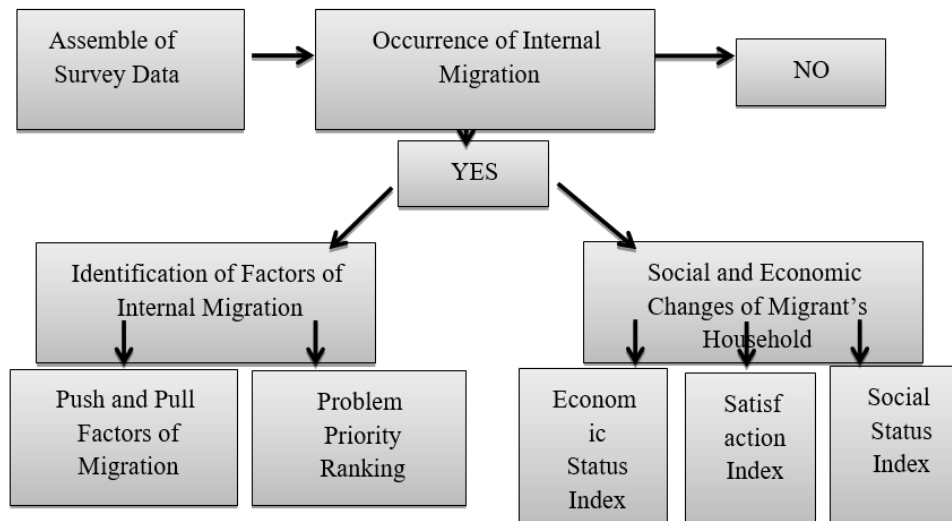 Assemble of
Survey Data
Occurrence of Internal
Migration
NO
YES
Identification of Factors of
Internal Migration
Social and Economic
Changes of Migrant’s
Household
Push and Pull
Factors of
Migration
Problem
Priority
Ranking
Econom
ic
Status
Index
Satisf
action
Index
Social
Status
Index